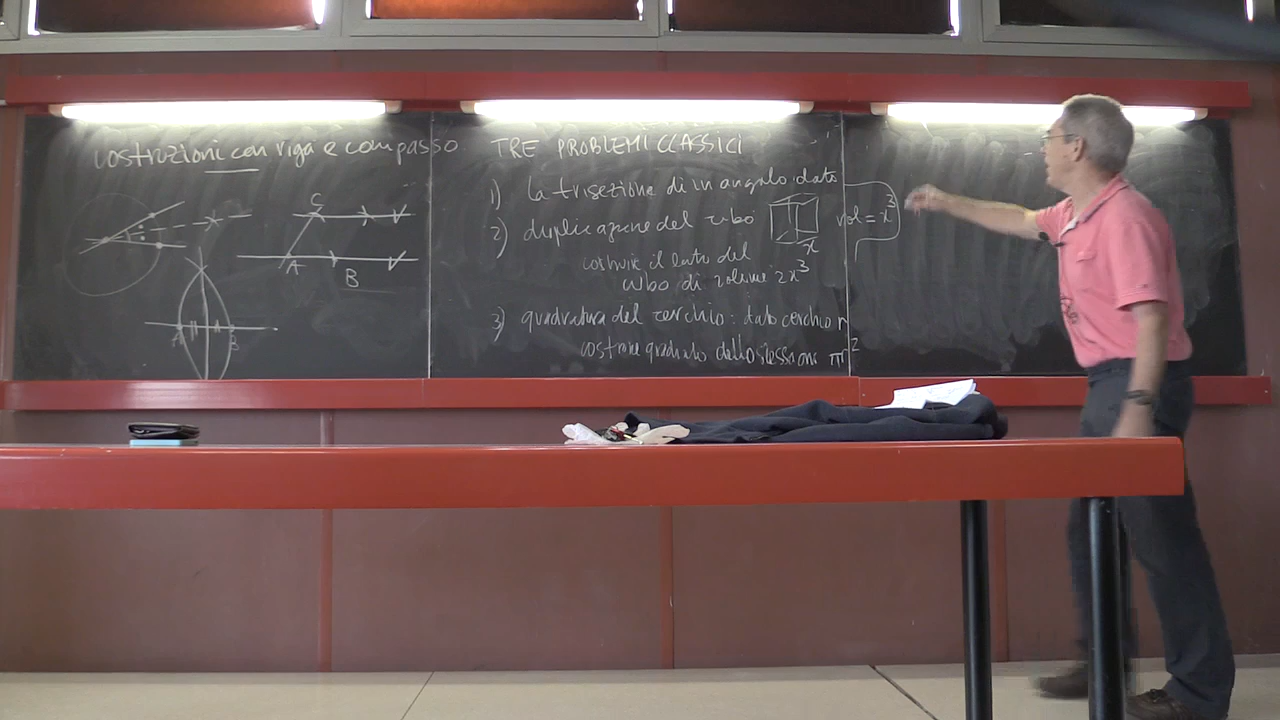 costruzioni con riga e compasso
C
A
B
A
B
TRE PROBLEMI CLASSICI
1) la trisezione di un angolo dato
2) duplicazione del cubo
x
vol = x³
costruire il lato del
cubo di volume 2x³
3) quadratura del cerchio: dato cerchio r
costruire quadrato dello stessa area πr²